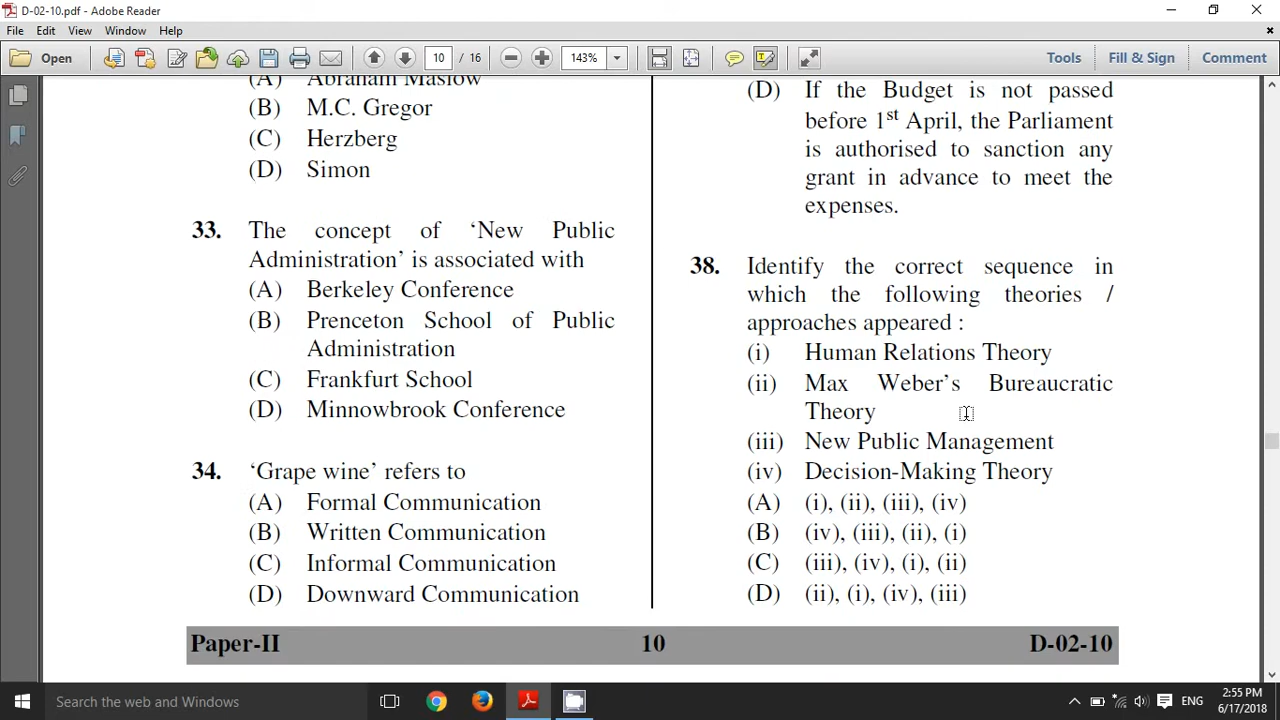 D-02-10.pdf - Adobe Reader
File Edit View Window Help
Open 10 / 16 143% Tools Fill & Sign Comment
(A) Abraham Maslow
(B) M.C. Gregor
(C) Herzberg
(D) Simon
33. The concept of ‘New Public
Administration’ is associated with
(A) Berkeley Conference
(B) Prenceton School of Public
Administration
(C) Frankfurt School
(D) Minnowbrook Conference
34. ‘Grape wine’ refers to
(A) Formal Communication
(B) Written Communication
(C) Informal Communication
(D) Downward Communication
(D) If the Budget is not passed
before 1st April, the Parliament
is authorised to sanction any
grant in advance to meet the
expenses.
38. Identify the correct sequence in
which the following theories /
approaches appeared :
(i) Human Relations Theory
(ii) Max Weber’s Bureaucratic
Theory
(iii) New Public Management
(iv) Decision-Making Theory
(A) (i), (ii), (iii), (iv)
(B) (iv), (iii), (ii), (i)
(C) (iii), (iv), (i), (ii)
(D) (ii), (i), (iv), (iii)
Paper-II 10 D-02-10
Search the web and Windows
ENG
2:55 PM
6/17/2018